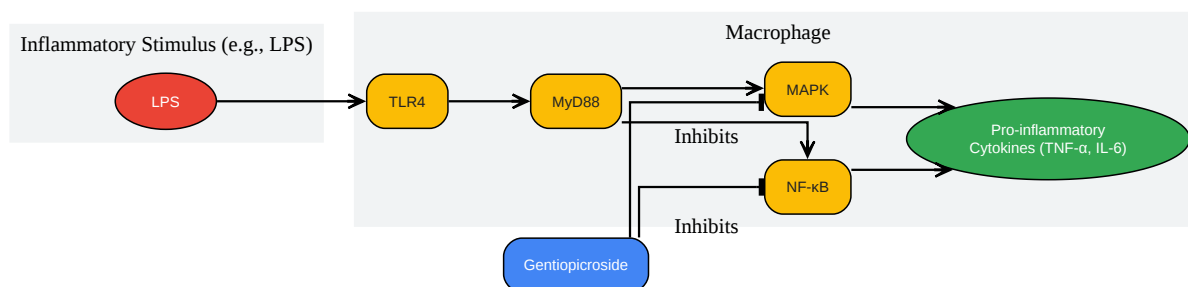 Inflammatory Stimulus (e.g., LPS)
Macrophage
LPS
TLR4
MyD88
MAPK
Inhibits
Pro-inflammatory
Cytokines (TNF-α, IL-6)
NF-κB
Inhibits
Gentiopicroside